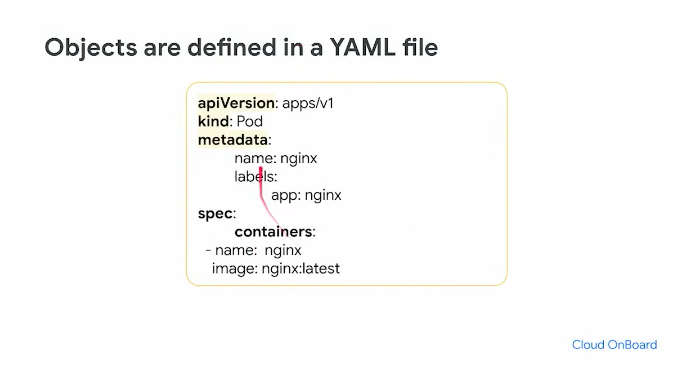 Objects are defined in a YAML file
apiVersion: apps/v1
kind: Pod
metadata:
name: nginx
labels:
app: nginx
spec:
containers:
- name: nginx
image: nginx:latest
Cloud OnBoard